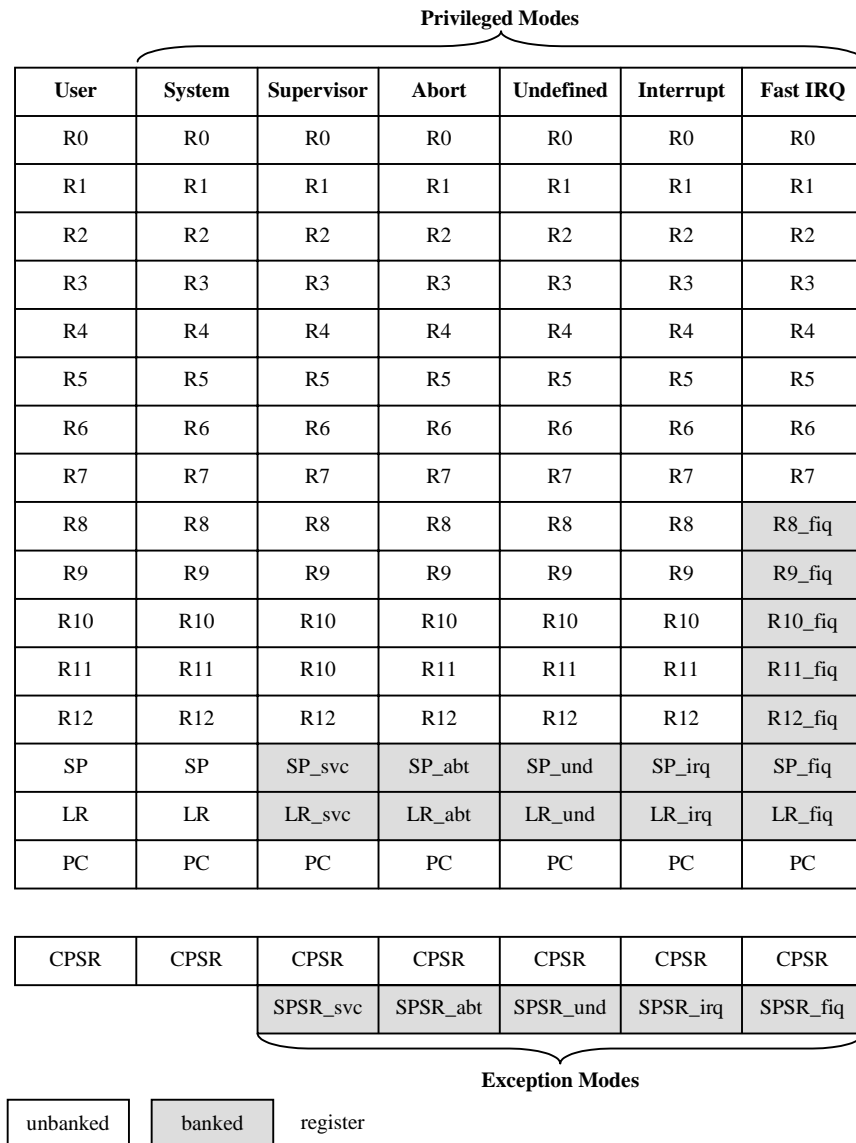 Privileged Modes
User System Supervisor Abort Undefined Interrupt Fast IRQ
R0 R0 R0 R0 R0 R0 R0
R1 R1 R1 R1 R1 R1 R1
R2 R2 R2 R2 R2 R2 R2
R3 R3 R3 R3 R3 R3 R3
R4 R4 R4 R4 R4 R4 R4
R5 R5 R5 R5 R5 R5 R5
R6 R6 R6 R6 R6 R6 R6
R7 R7 R7 R7 R7 R7 R7
R8 R8 R8 R8 R8 R8 R8_fiq
R9 R9 R9 R9 R9 R9 R9_fiq
R10 R10 R10 R10 R10 R10 R10_fiq
R11 R11 R10 R11 R11 R11 R11_fiq
R12 R12 R12 R12 R12 R12 R12_fiq
SP SP SP_svc SP_abt SP_und SP_irq SP_fiq
LR LR LR_svc LR_abt LR_und LR_irq LR_fiq
PC PC PC PC PC PC PC
CPSR CPSR CPSR CPSR CPSR CPSR CPSR
SPSR_svc SPSR_abt SPSR_und SPSR_irq SPSR_fiq
Exception Modes
unbanked banked register